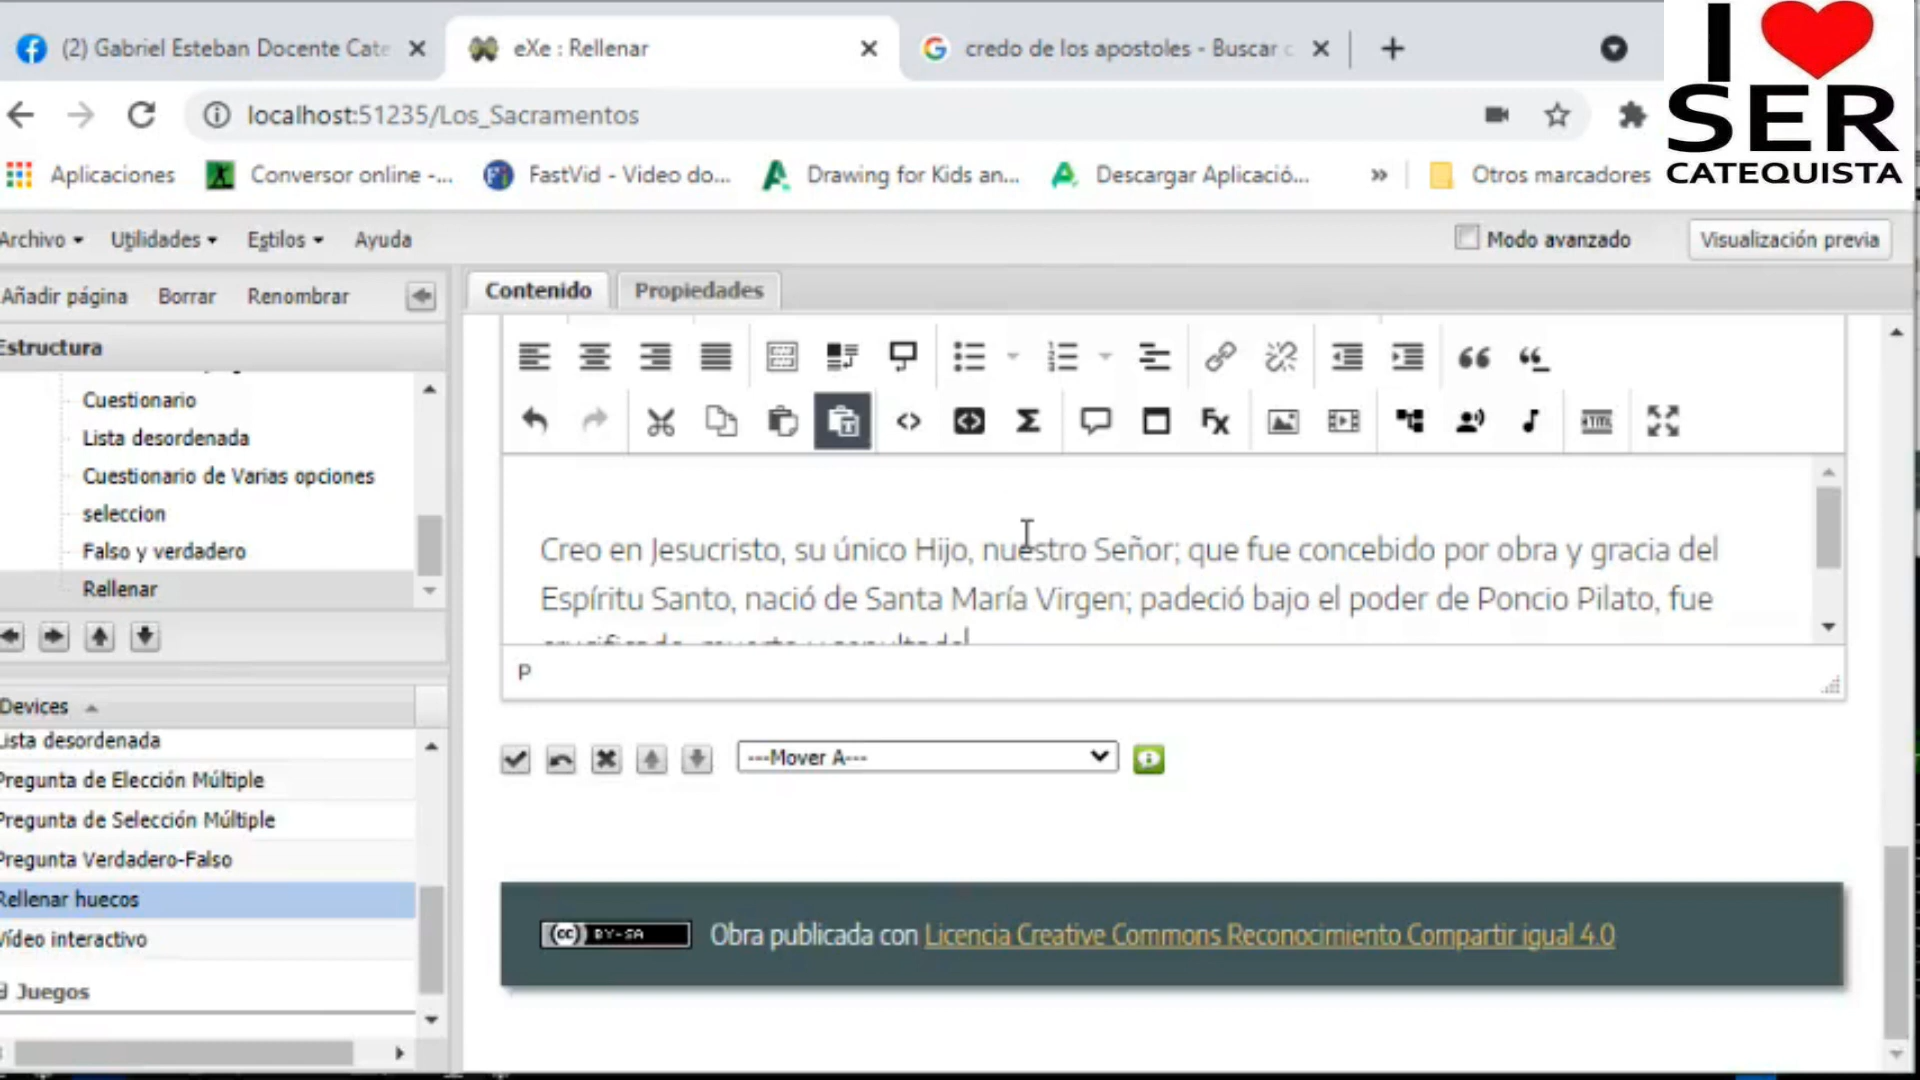 (2) Gabriel Esteban Docente Cate
eXe : Rellenar
credo de los apostoles - Buscar c
localhost:51235/Los_Sacramentos
I
SER
CATEQUISTA
Aplicaciones
Conversor online -...
FastVid - Video do...
Drawing for Kids an...
Descargar Aplicació...
»
Otros marcadores
Archivo
Utilidades
Estilos
Ayuda
Modo avanzado
Visualización previa
Añadir página
Borrar
Renombrar
Contenido
Propiedades
Estructura
Cuestionario
Lista desordenada
Cuestionario de Varias opciones
seleccion
Falso y verdadero
Rellenar
Creo en Jesucristo, su único Hijo, nuestro Señor; que fue concebido por obra y gracia del
Espíritu Santo, nació de Santa María Virgen; padeció bajo el poder de Poncio Pilato, fue
P
Devices
Lista desordenada
Pregunta de Elección Múltiple
Pregunta de Selección Múltiple
Pregunta Verdadero-Falso
Rellenar huecos
Vídeo interactivo
Juegos
---Mover A---
(cc) BY-SA
Obra publicada con Licencia Creative Commons Reconocimiento Compartir igual 4.0